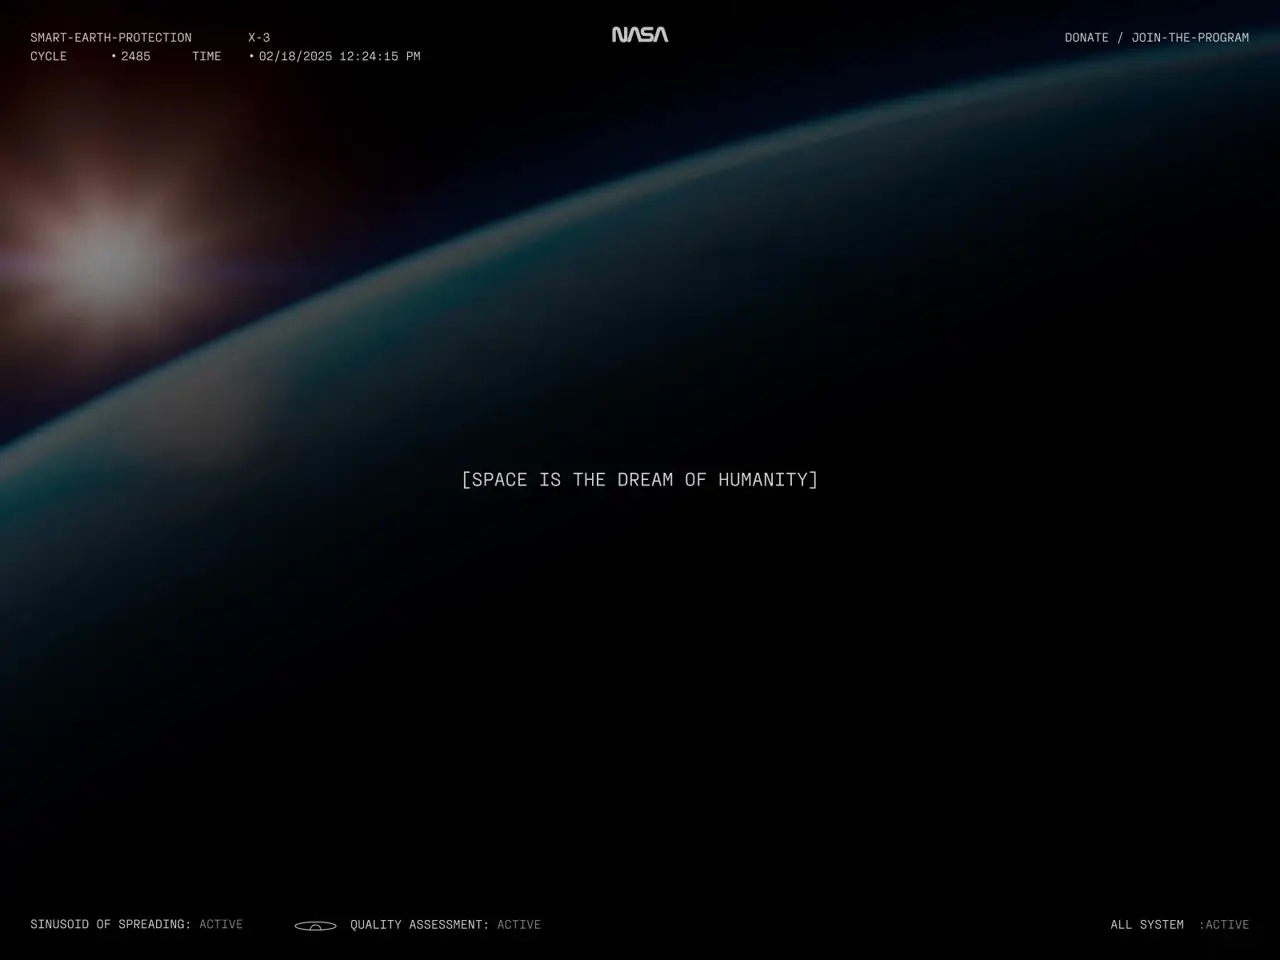 SMART-EARTH-PROTECTION X-3
CYCLE • 2485 TIME • 02/18/2025 12:24:15 PM
NASA
DONATE / JOIN-THE-PROGRAM
[SPACE IS THE DREAM OF HUMANITY]
SINUSOID OF SPREADING: ACTIVE
QUALITY ASSESSMENT: ACTIVE
ALL SYSTEM :ACTIVE